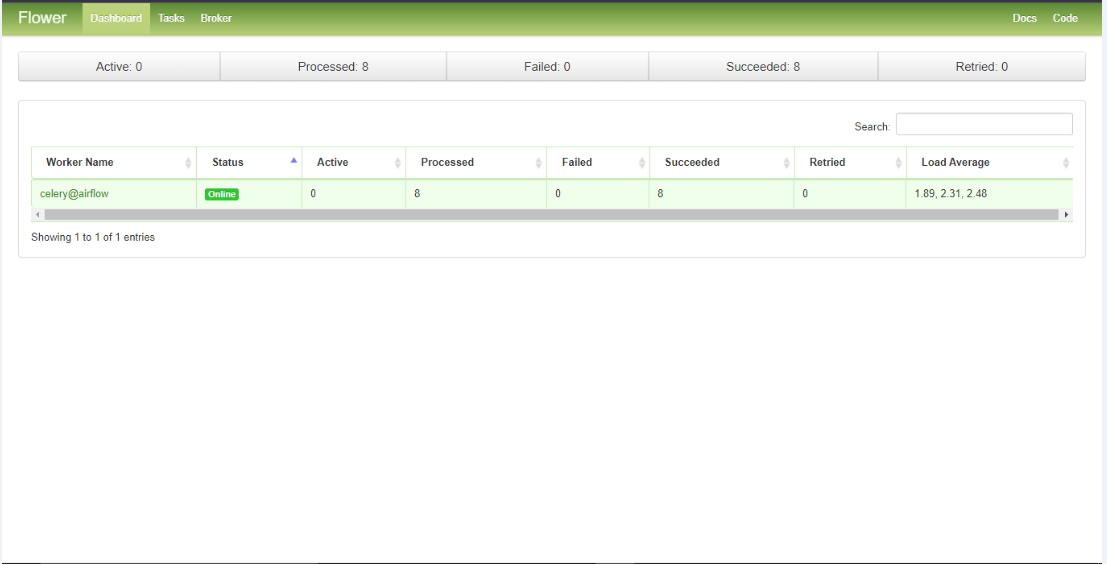 Flower Dashboard Tasks Broker Docs Code
Active: 0 Processed: 8 Failed: 0 Succeeded: 8 Retried: 0
Search:
Worker Name Status Active Processed Failed Succeeded Retried Load Average
celery@airflow Online 0 8 0 8 0 1.89, 2.31, 2.48
Showing 1 to 1 of 1 entries